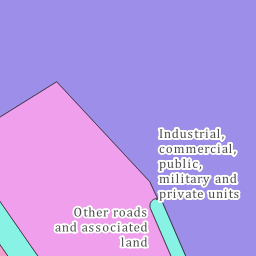 Industrial,
commercial,
public,
military and
private units
Other roads
and associated
land